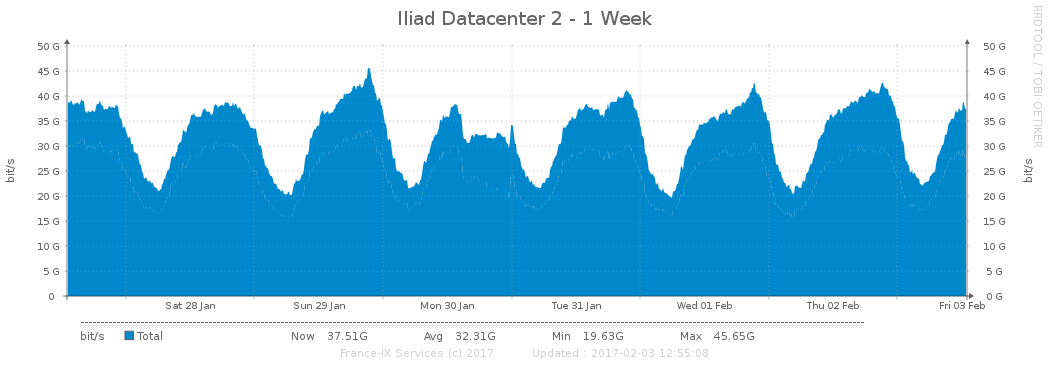 Iliad Datacenter 2 - 1 Week
RRDTOOL / TOBI OETIKER
50 G 50 G
45 G 45 G
40 G 40 G
35 G 35 G
30 G 30 G
25 G 25 G
20 G 20 G
15 G 15 G
10 G 10 G
5 G 5 G
0 0 G
bit/s bit/s
Sat 28 Jan Sun 29 Jan Mon 30 Jan Tue 31 Jan Wed 01 Feb Thu 02 Feb Fri 03 Feb
bit/s Total Now 37.51G Avg 32.31G Min 19.63G Max 45.65G
France-IX Services (c) 2017 Updated : 2017-02-03 12:55:08